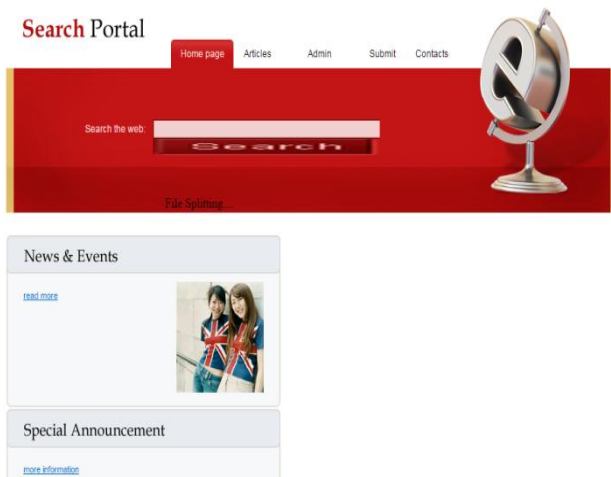 Search Portal
Home page Articles Admin Submit Contacts
Search the web:
Search
File Splitting....
News & Events
read more
Special Announcement
more information